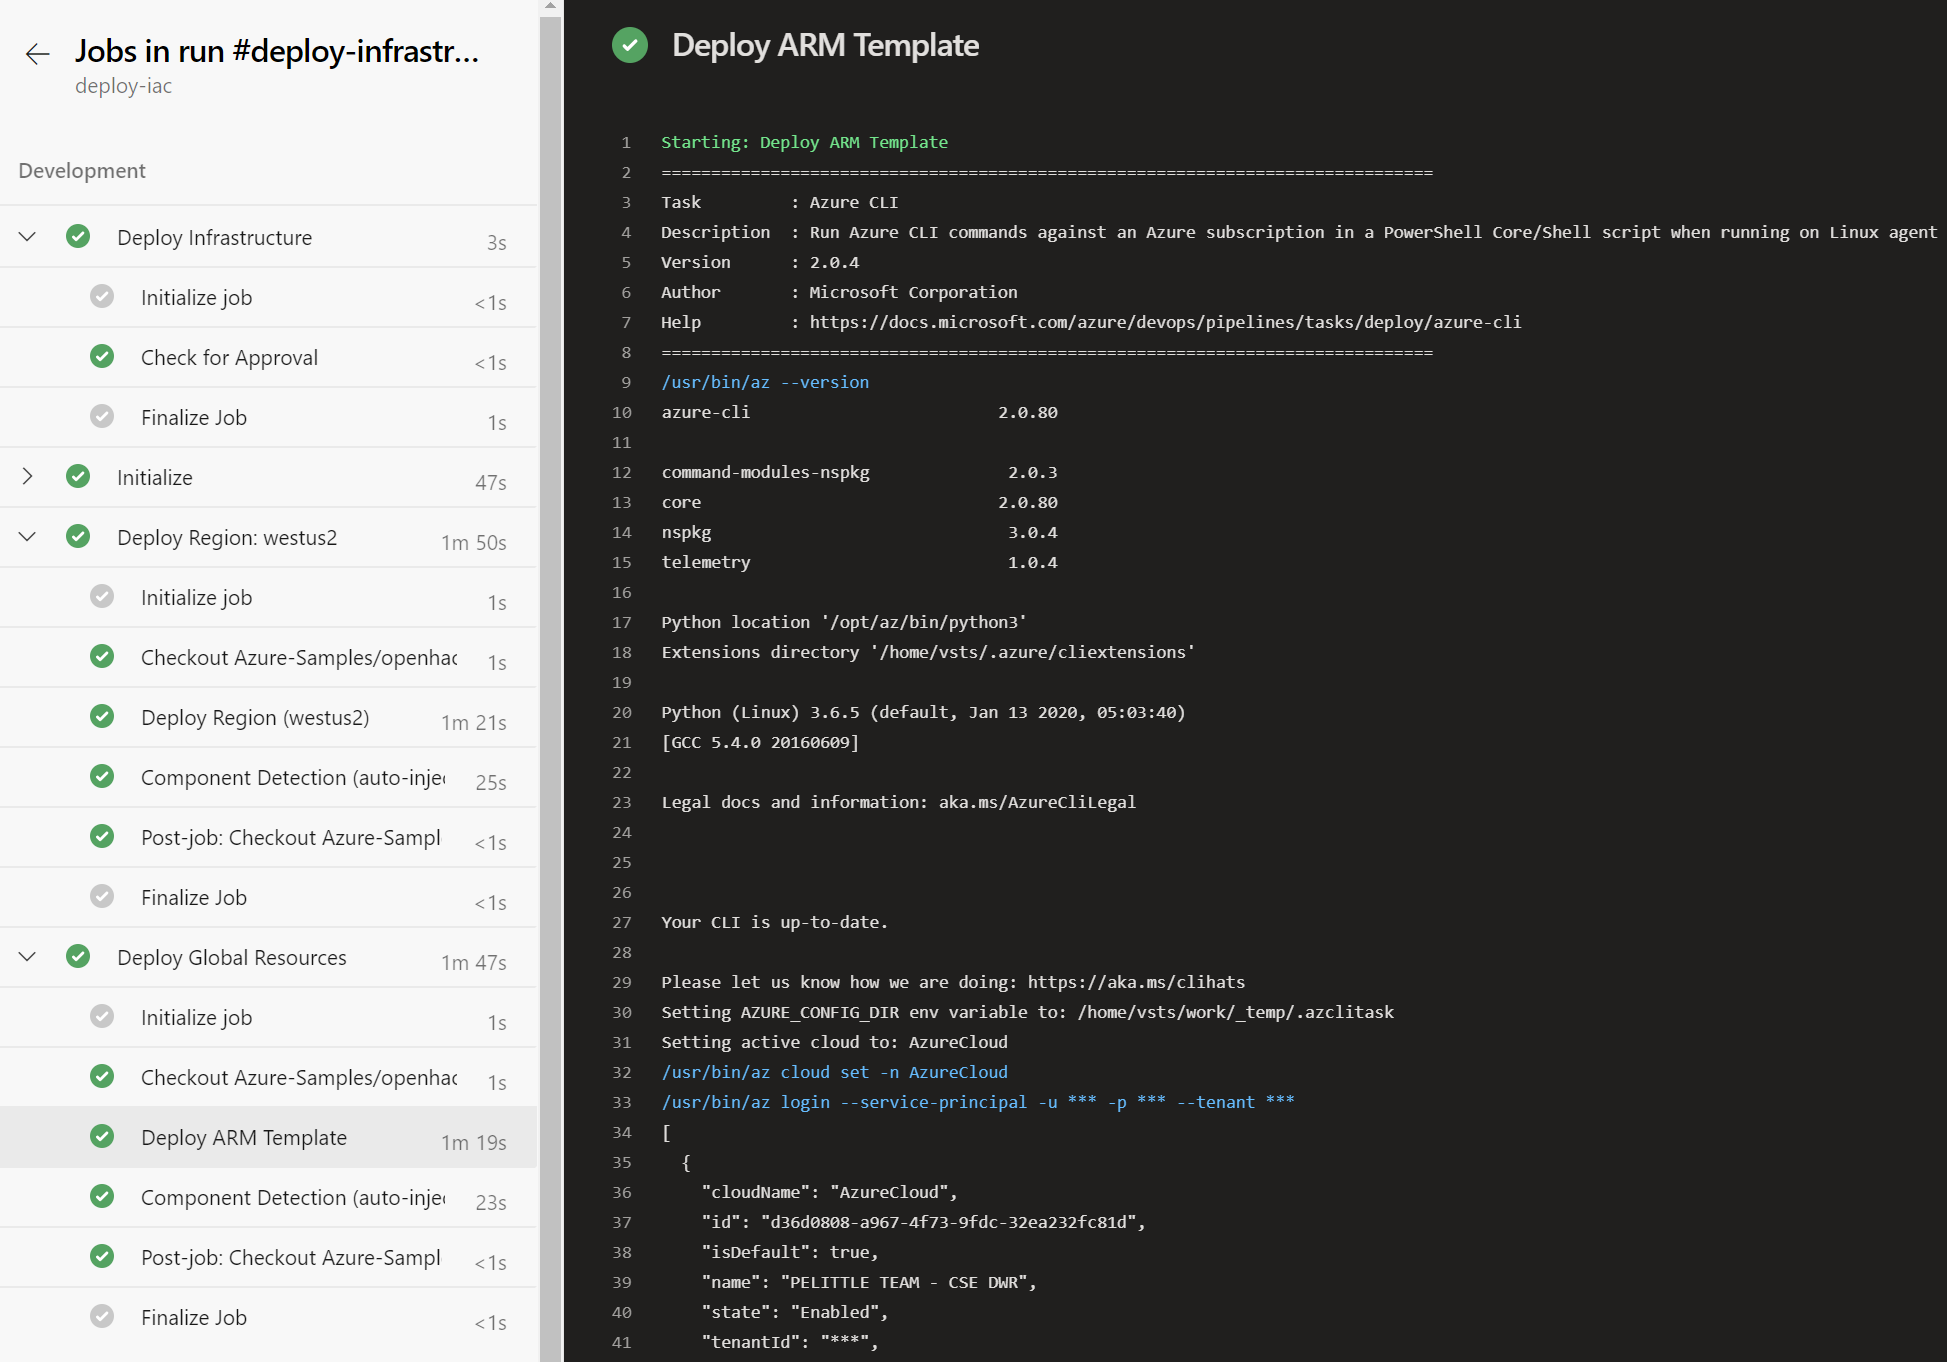 Jobs in run #deploy-infrastr...
deploy-iac
Development
Deploy Infrastructure 3s
Initialize job <1s
Check for Approval <1s
Finalize Job 1s
Initialize 47s
Deploy Region: westus2 1m 50s
Initialize job 1s
Checkout Azure-Samples/openhac 1s
Deploy Region (westus2) 1m 21s
Component Detection (auto-injec 25s
Post-job: Checkout Azure-Sampl <1s
Finalize Job <1s
Deploy Global Resources 1m 47s
Initialize job 1s
Checkout Azure-Samples/openhac 1s
Deploy ARM Template 1m 19s
Component Detection (auto-injec 23s
Post-job: Checkout Azure-Sampl <1s
Finalize Job <1s
Deploy ARM Template
1 Starting: Deploy ARM Template
2 ==============================================================================
3 Task         : Azure CLI
4 Description  : Run Azure CLI commands against an Azure subscription in a PowerShell Core/Shell script when running on Linux agent
5 Version      : 2.0.4
6 Author       : Microsoft Corporation
7 Help         : https://docs.microsoft.com/azure/devops/pipelines/tasks/deploy/azure-cli
8 ==============================================================================
9 /usr/bin/az --version
10 azure-cli                         2.0.80
11
12 command-modules-nspkg              2.0.3
13 core                              2.0.80
14 nspkg                              3.0.4
15 telemetry                          1.0.4
16
17 Python location '/opt/az/bin/python3'
18 Extensions directory '/home/vsts/.azure/cliextensions'
19
20 Python (Linux) 3.6.5 (default, Jan 13 2020, 05:03:40)
21 [GCC 5.4.0 20160609]
22
23 Legal docs and information: aka.ms/AzureCliLegal
24
25
26
27 Your CLI is up-to-date.
28
29 Please let us know how we are doing: https://aka.ms/clihats
30 Setting AZURE_CONFIG_DIR env variable to: /home/vsts/work/_temp/.azclitask
31 Setting active cloud to: AzureCloud
32 /usr/bin/az cloud set -n AzureCloud
33 /usr/bin/az login --service-principal -u *** -p *** --tenant ***
34 [
35   {
36     "cloudName": "AzureCloud",
37     "id": "d36d0808-a967-4f73-9fdc-32ea232fc81d",
38     "isDefault": true,
39     "name": "PELITTLE TEAM - CSE DWR",
40     "state": "Enabled",
41     "tenantId": "***",